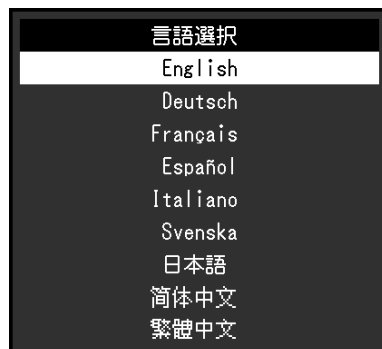 言語選択
English
Deutsch
Français
Español
Italiano
Svenska
日本語
简体中文
繁體中文